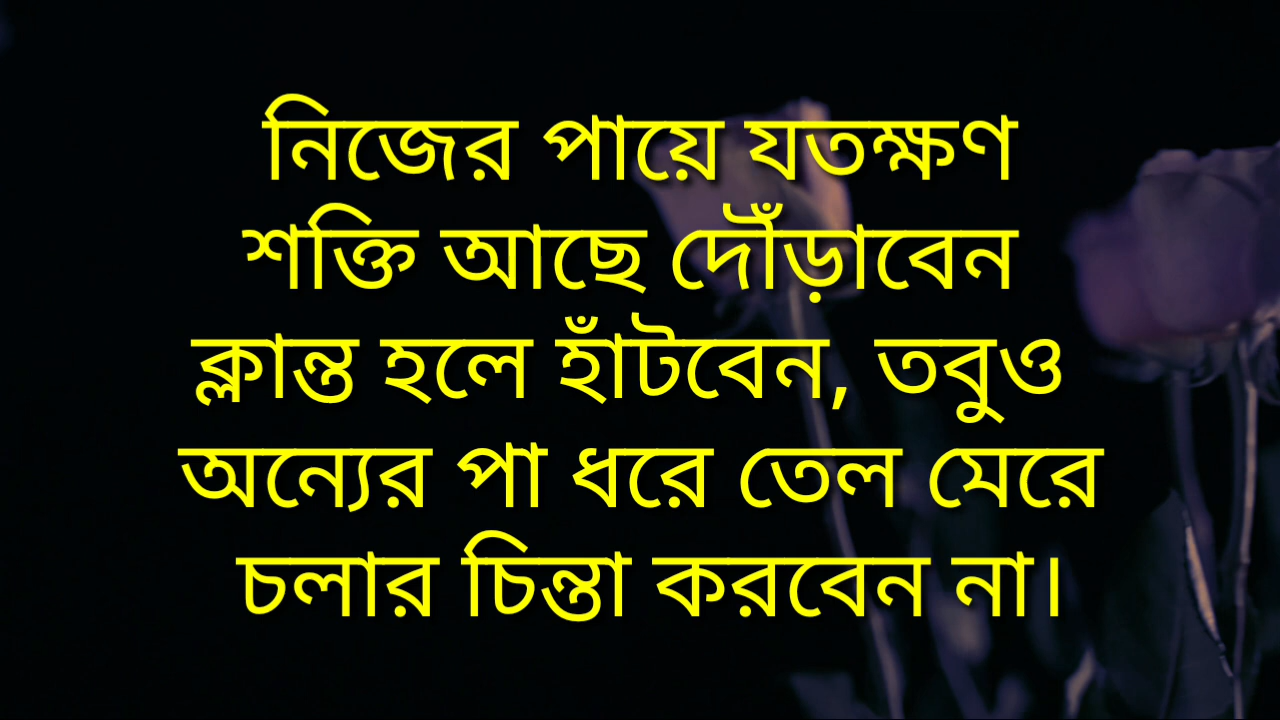 নিজের পায়ে যতক্ষণ
শক্তি আছে দৌঁড়াবেন
ক্লান্ত হলে হাঁটবেন, তবুও
অন্যের পা ধরে তেল মেরে
চলার চিন্তা করবেন না।